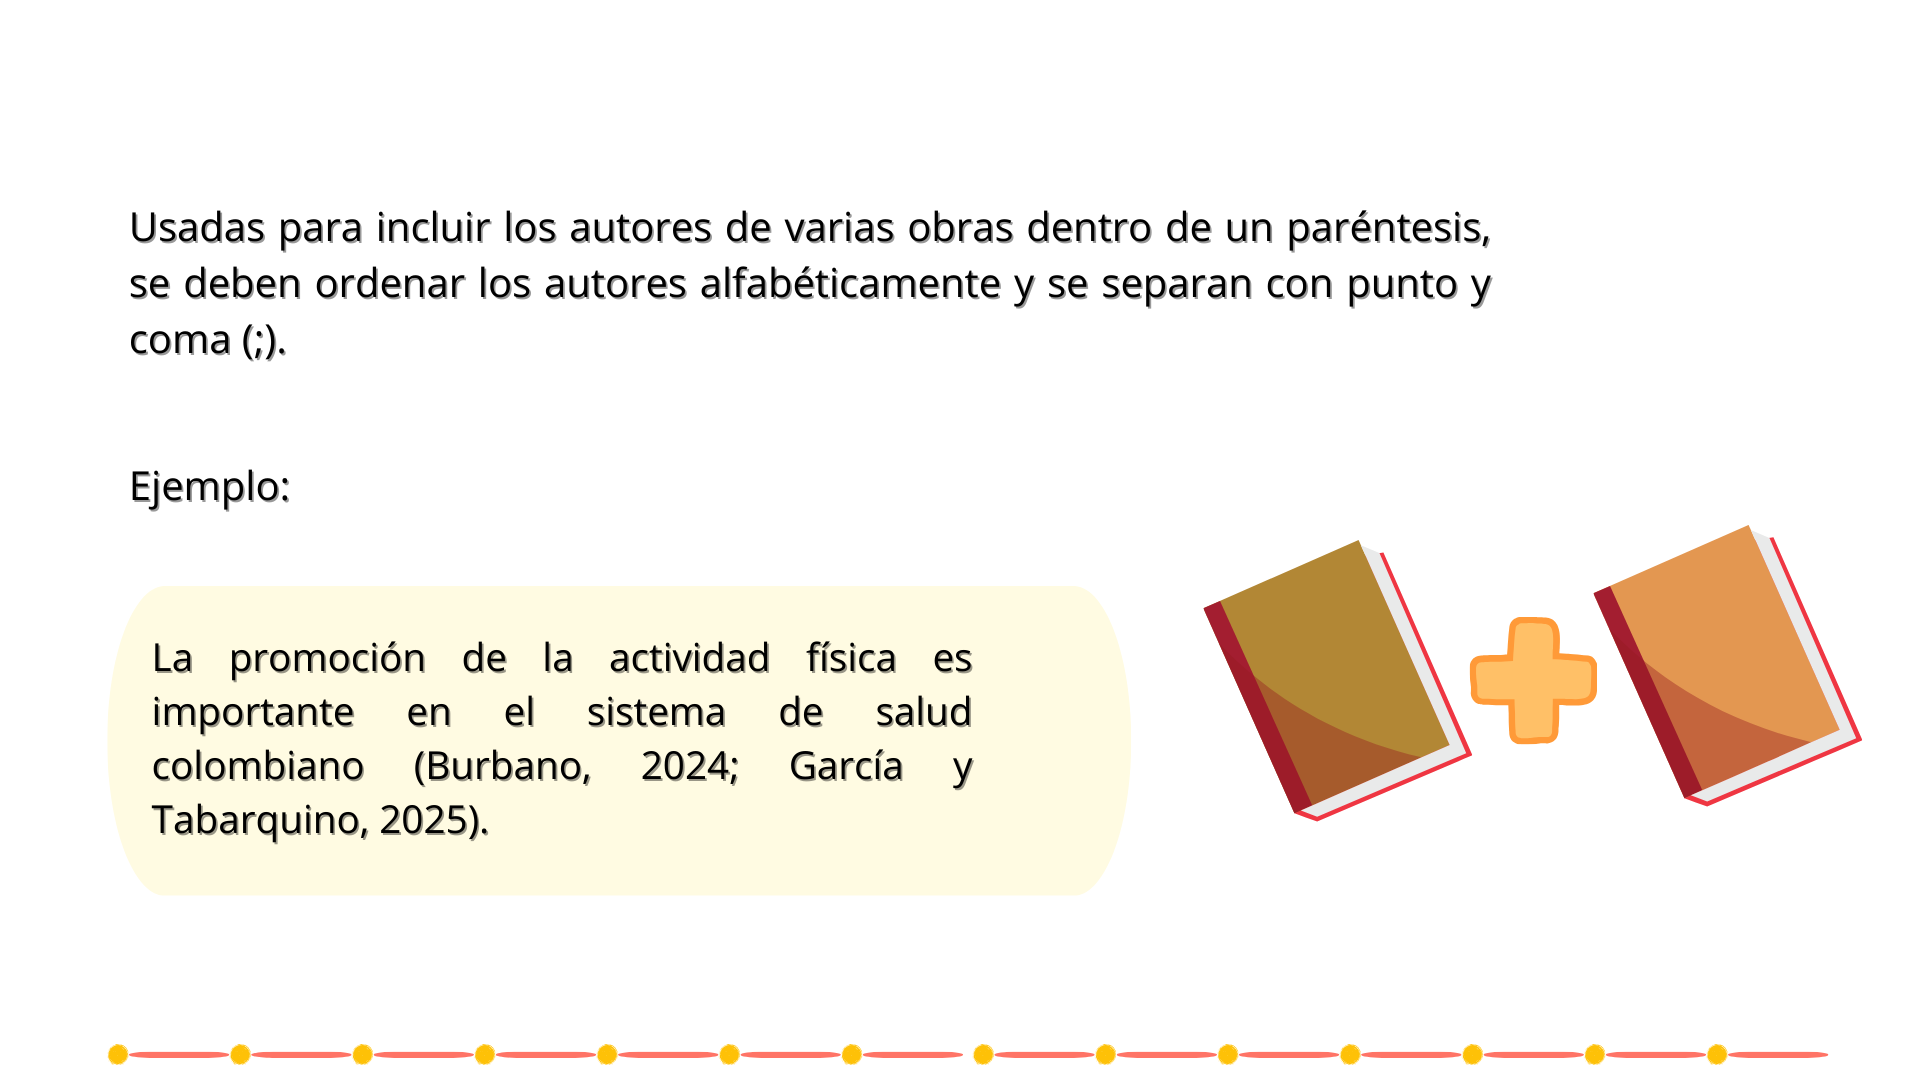 Usadas para incluir los autores de varias obras dentro de un paréntesis,
se deben ordenar los autores alfabéticamente y se separan con punto y
coma (;).
Ejemplo:
La promoción de la actividad física es
importante en el sistema de salud
colombiano (Burbano, 2024; García y
Tabarquino, 2025).